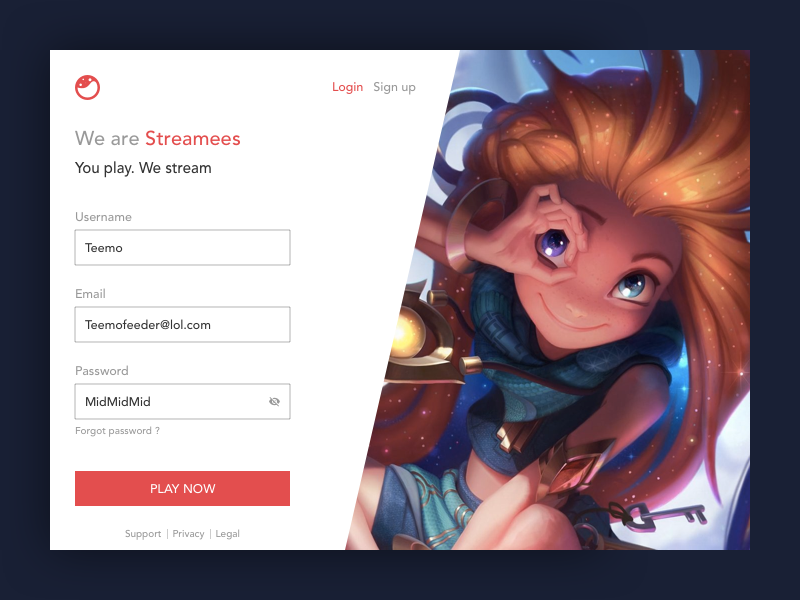 Login Sign up
We are Streamees
You play. We stream
Username
Teemo
Email
Teemofeeder@lol.com
Password
MidMidMid
Forgot password ?
PLAY NOW
Support | Privacy | Legal